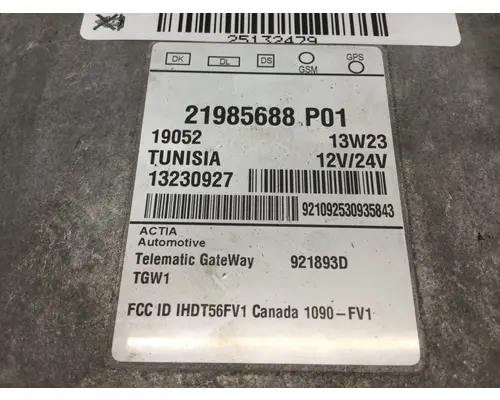 25132479
DK DL DS GSM GPS
21985688 P01
19052 13W23
TUNISIA 12V/24V
13230927
921092530935843
ACTIA
Automotive
Telematic GateWay 921893D
TGW1
FCC ID IHDT56FV1 Canada 1090-FV1